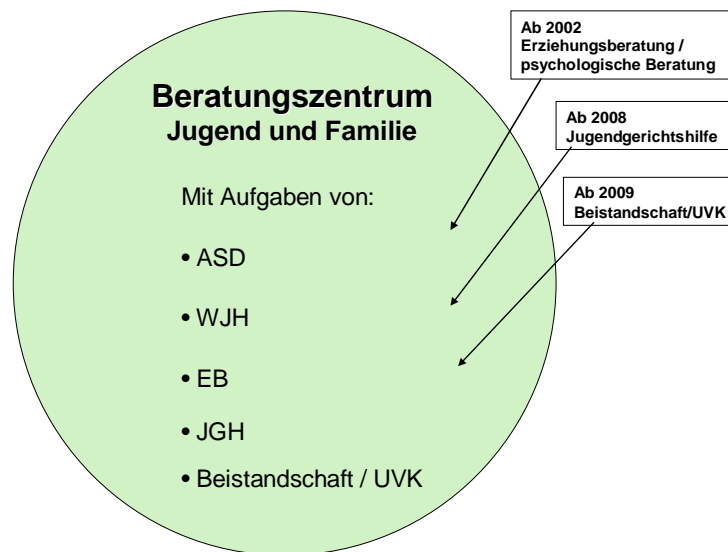 Ab 2002
Erziehungsberatung /
psychologische Beratung
Beratungszentrum
Jugend und Familie
Ab 2008
Jugendgerichtshilfe
Ab 2009
Beistandschaft/UVK
Mit Aufgaben von:
• ASD
• WJH
• EB
• JGH
• Beistandschaft / UVK